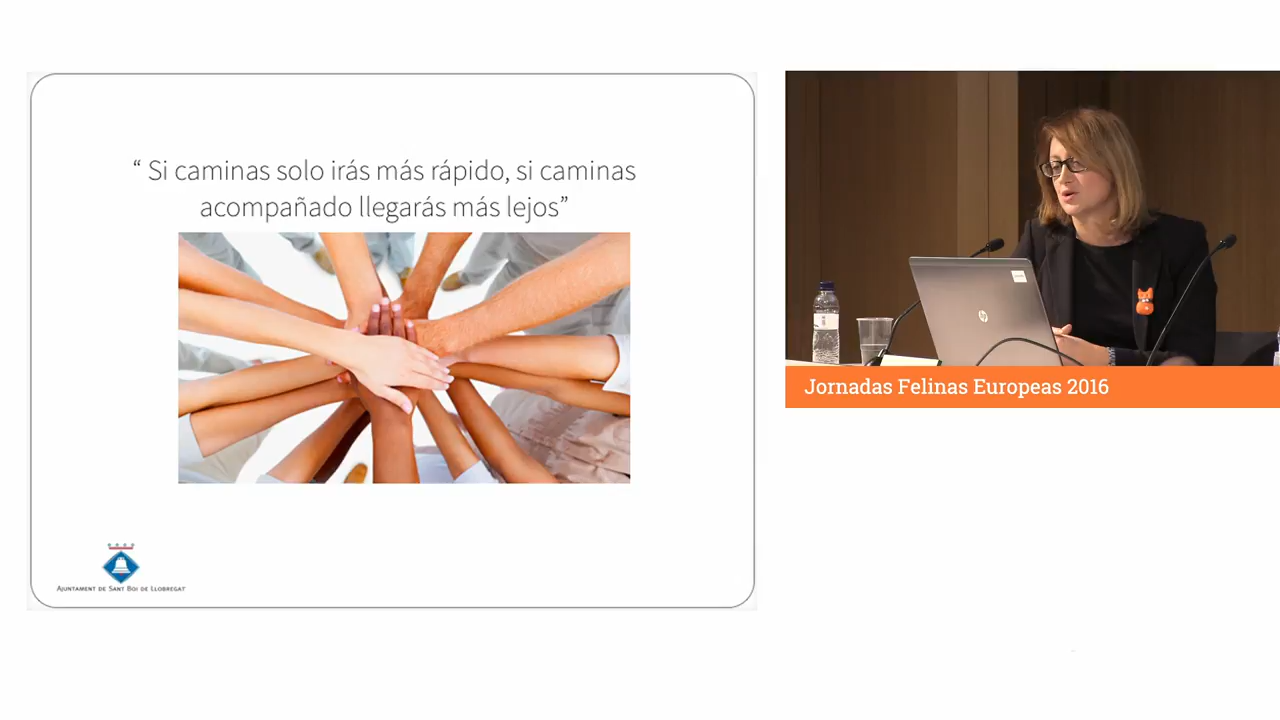 “ Si caminas solo irás más rápido, si caminas
acompañado llegarás más lejos”
AJUNTAMENT DE SANT BOI DE LLOBREGAT
hp
Jornadas Felinas Europeas 2016